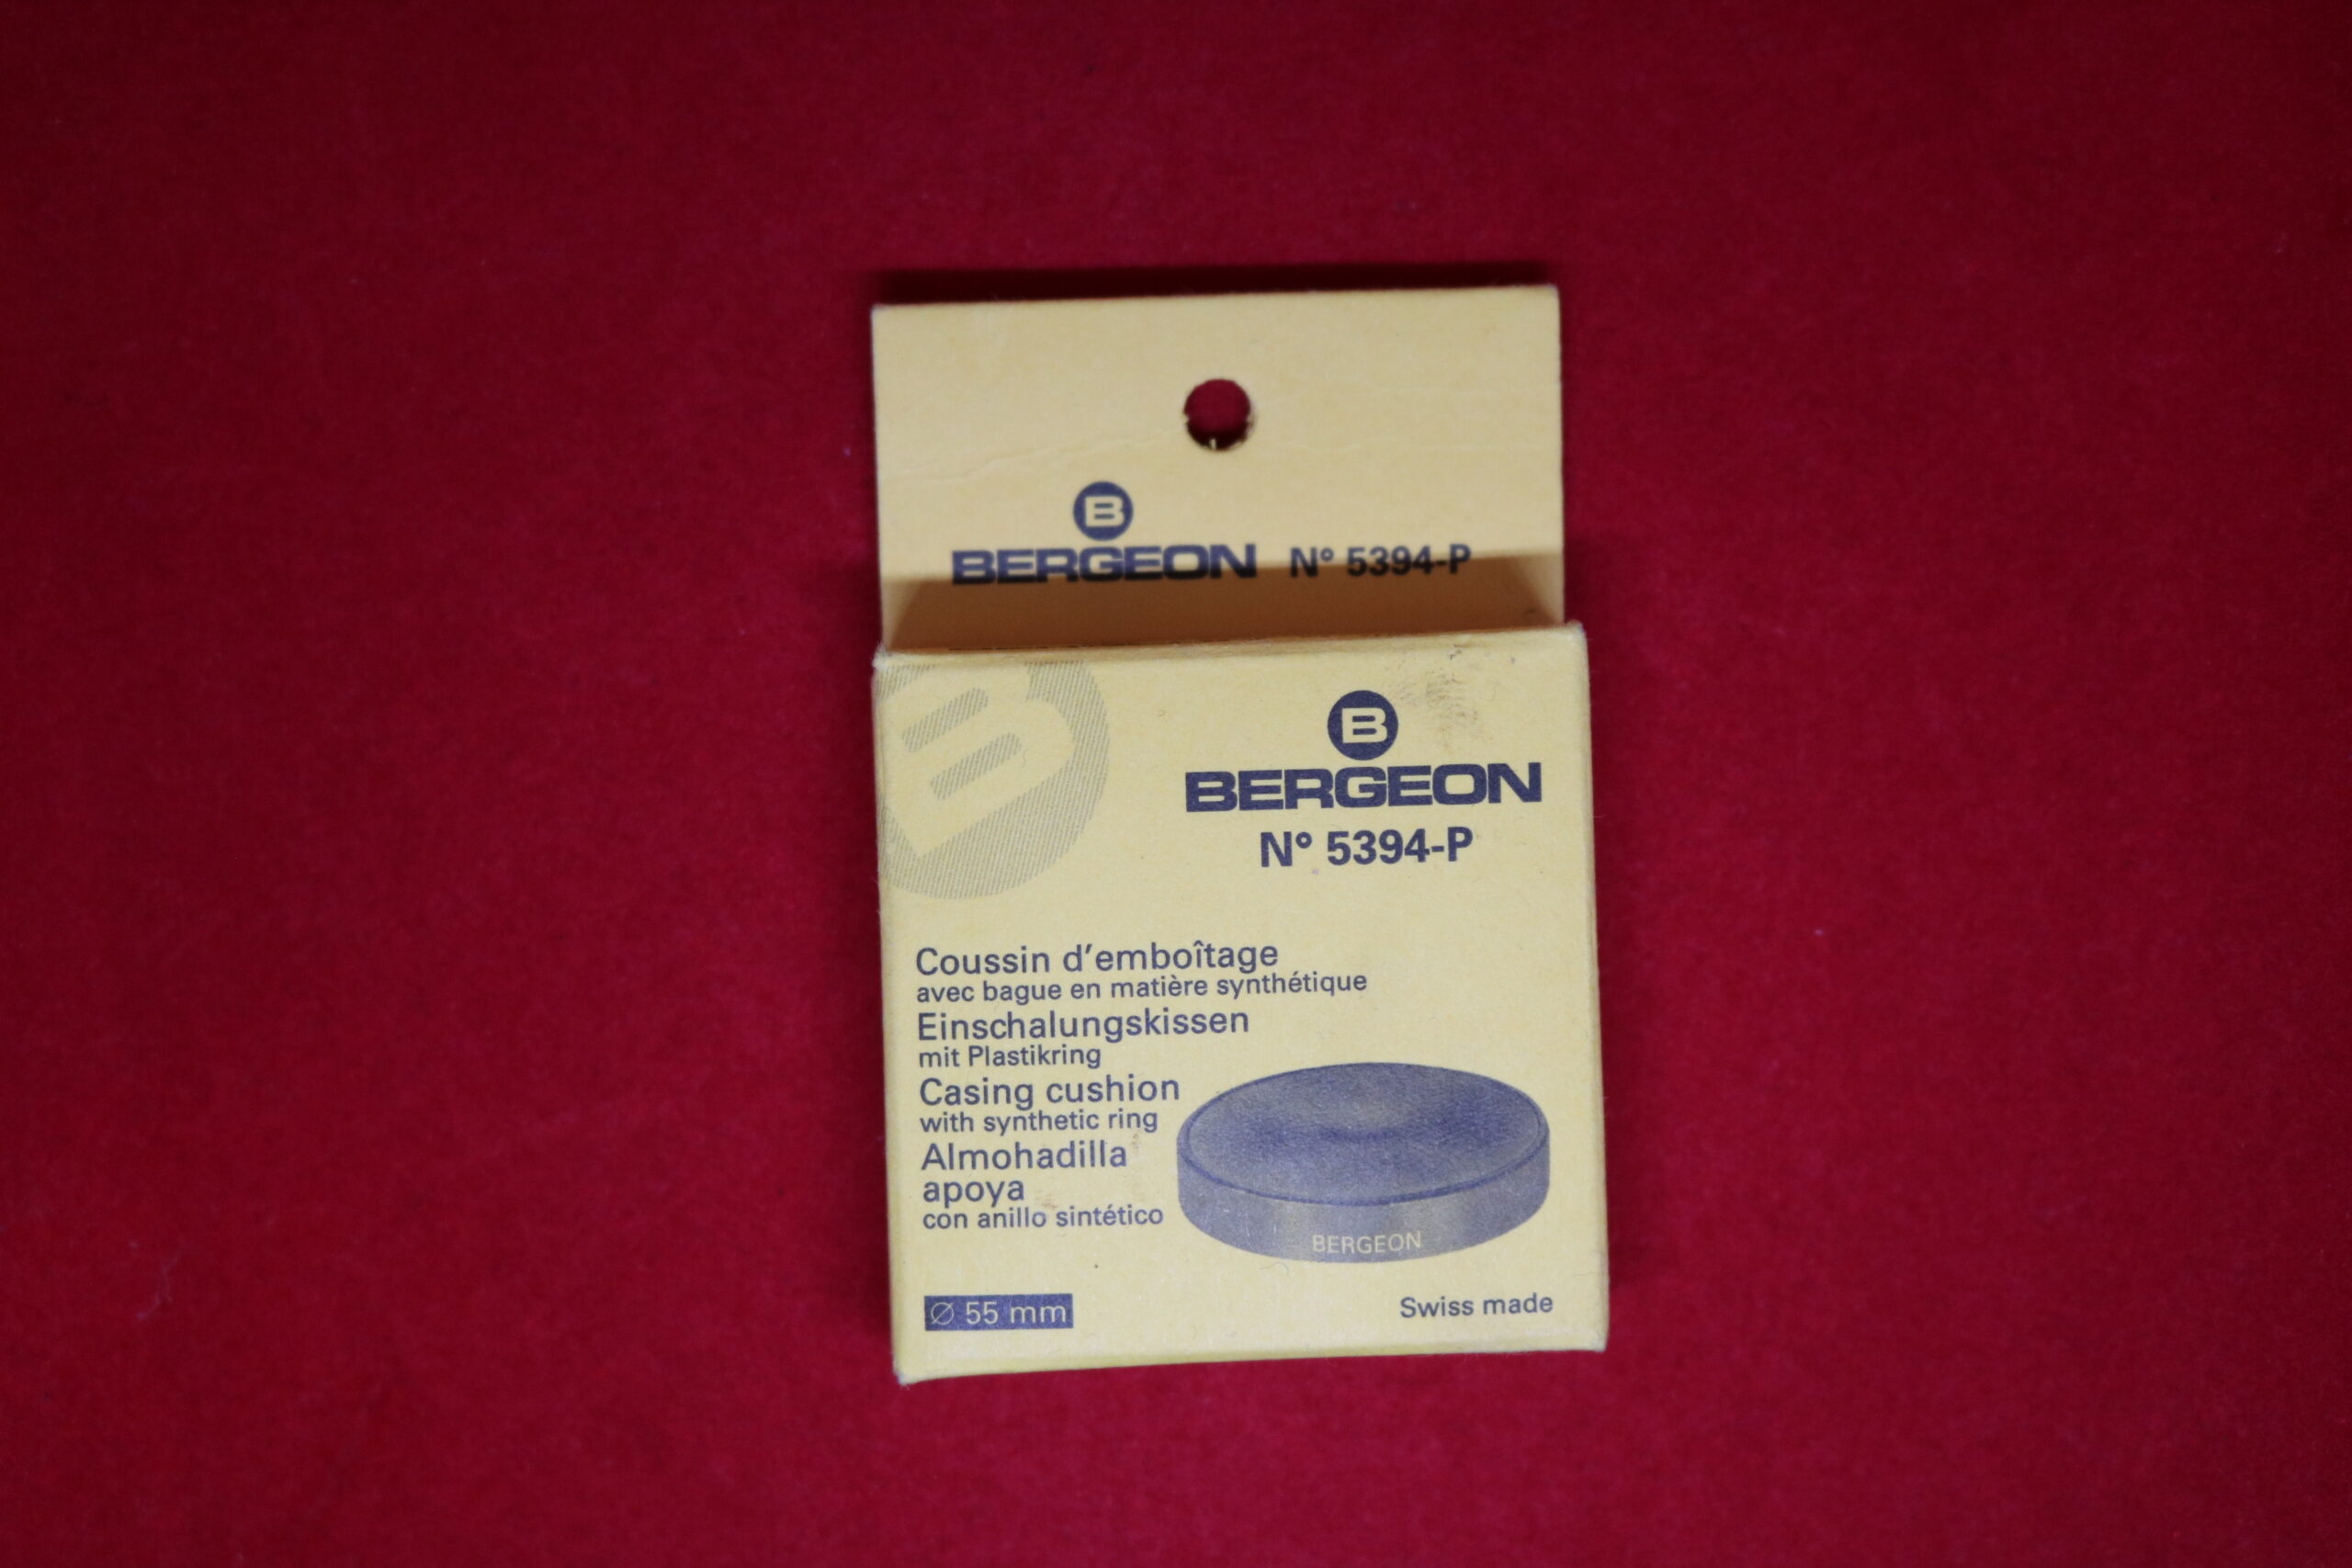 B
BERGEON N° 5394-P
B
B
BERGEON
N° 5394-P
Coussin d'emboîtage
avec bague en matière synthétique
Einschalungskissen
mit Plastikring
Casing cushion
with synthetic ring
Almohadilla
apoya
con anillo sintético
BERGEON
Ø 55 mm
Swiss made